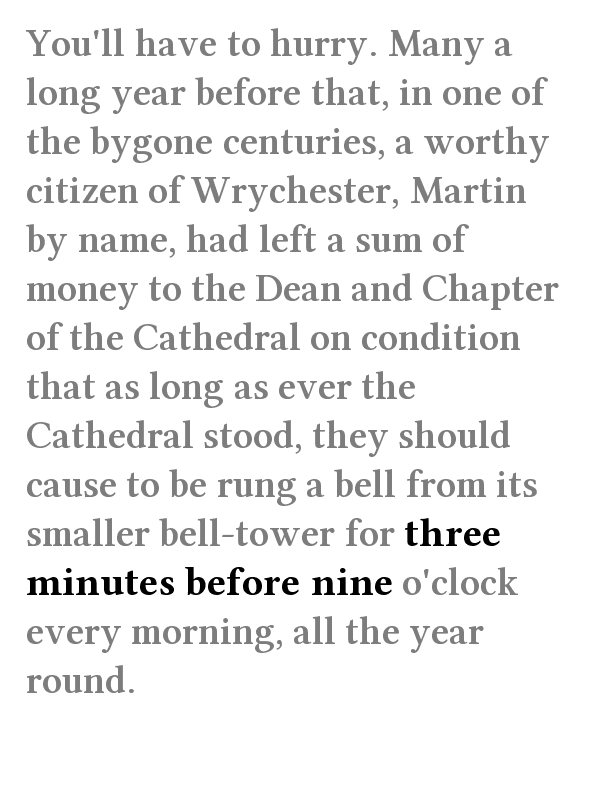 You'll have to hurry. Many a
long year before that, in one of
the bygone centuries, a worthy
citizen of Wrychester, Martin
by name, had left a sum of
money to the Dean and Chapter
of the Cathedral on condition
that as long as ever the
Cathedral stood, they should
cause to be rung a bell from its
smaller bell-tower for three
minutes before nine o'clock
every morning, all the year
round.